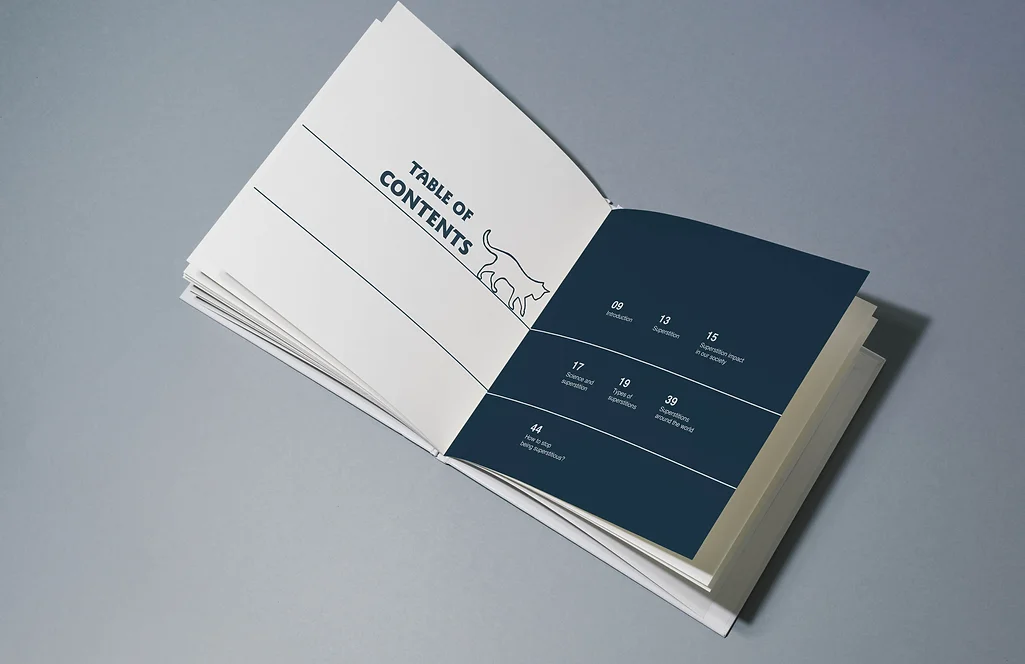 TABLE OF
CONTENTS
09
Introduction
13
Superstition
15
Superstition impact
in our society
17
Science and
superstition
19
Types of
superstitions
39
Superstitions
around the world
44
How to stop
being superstitious?